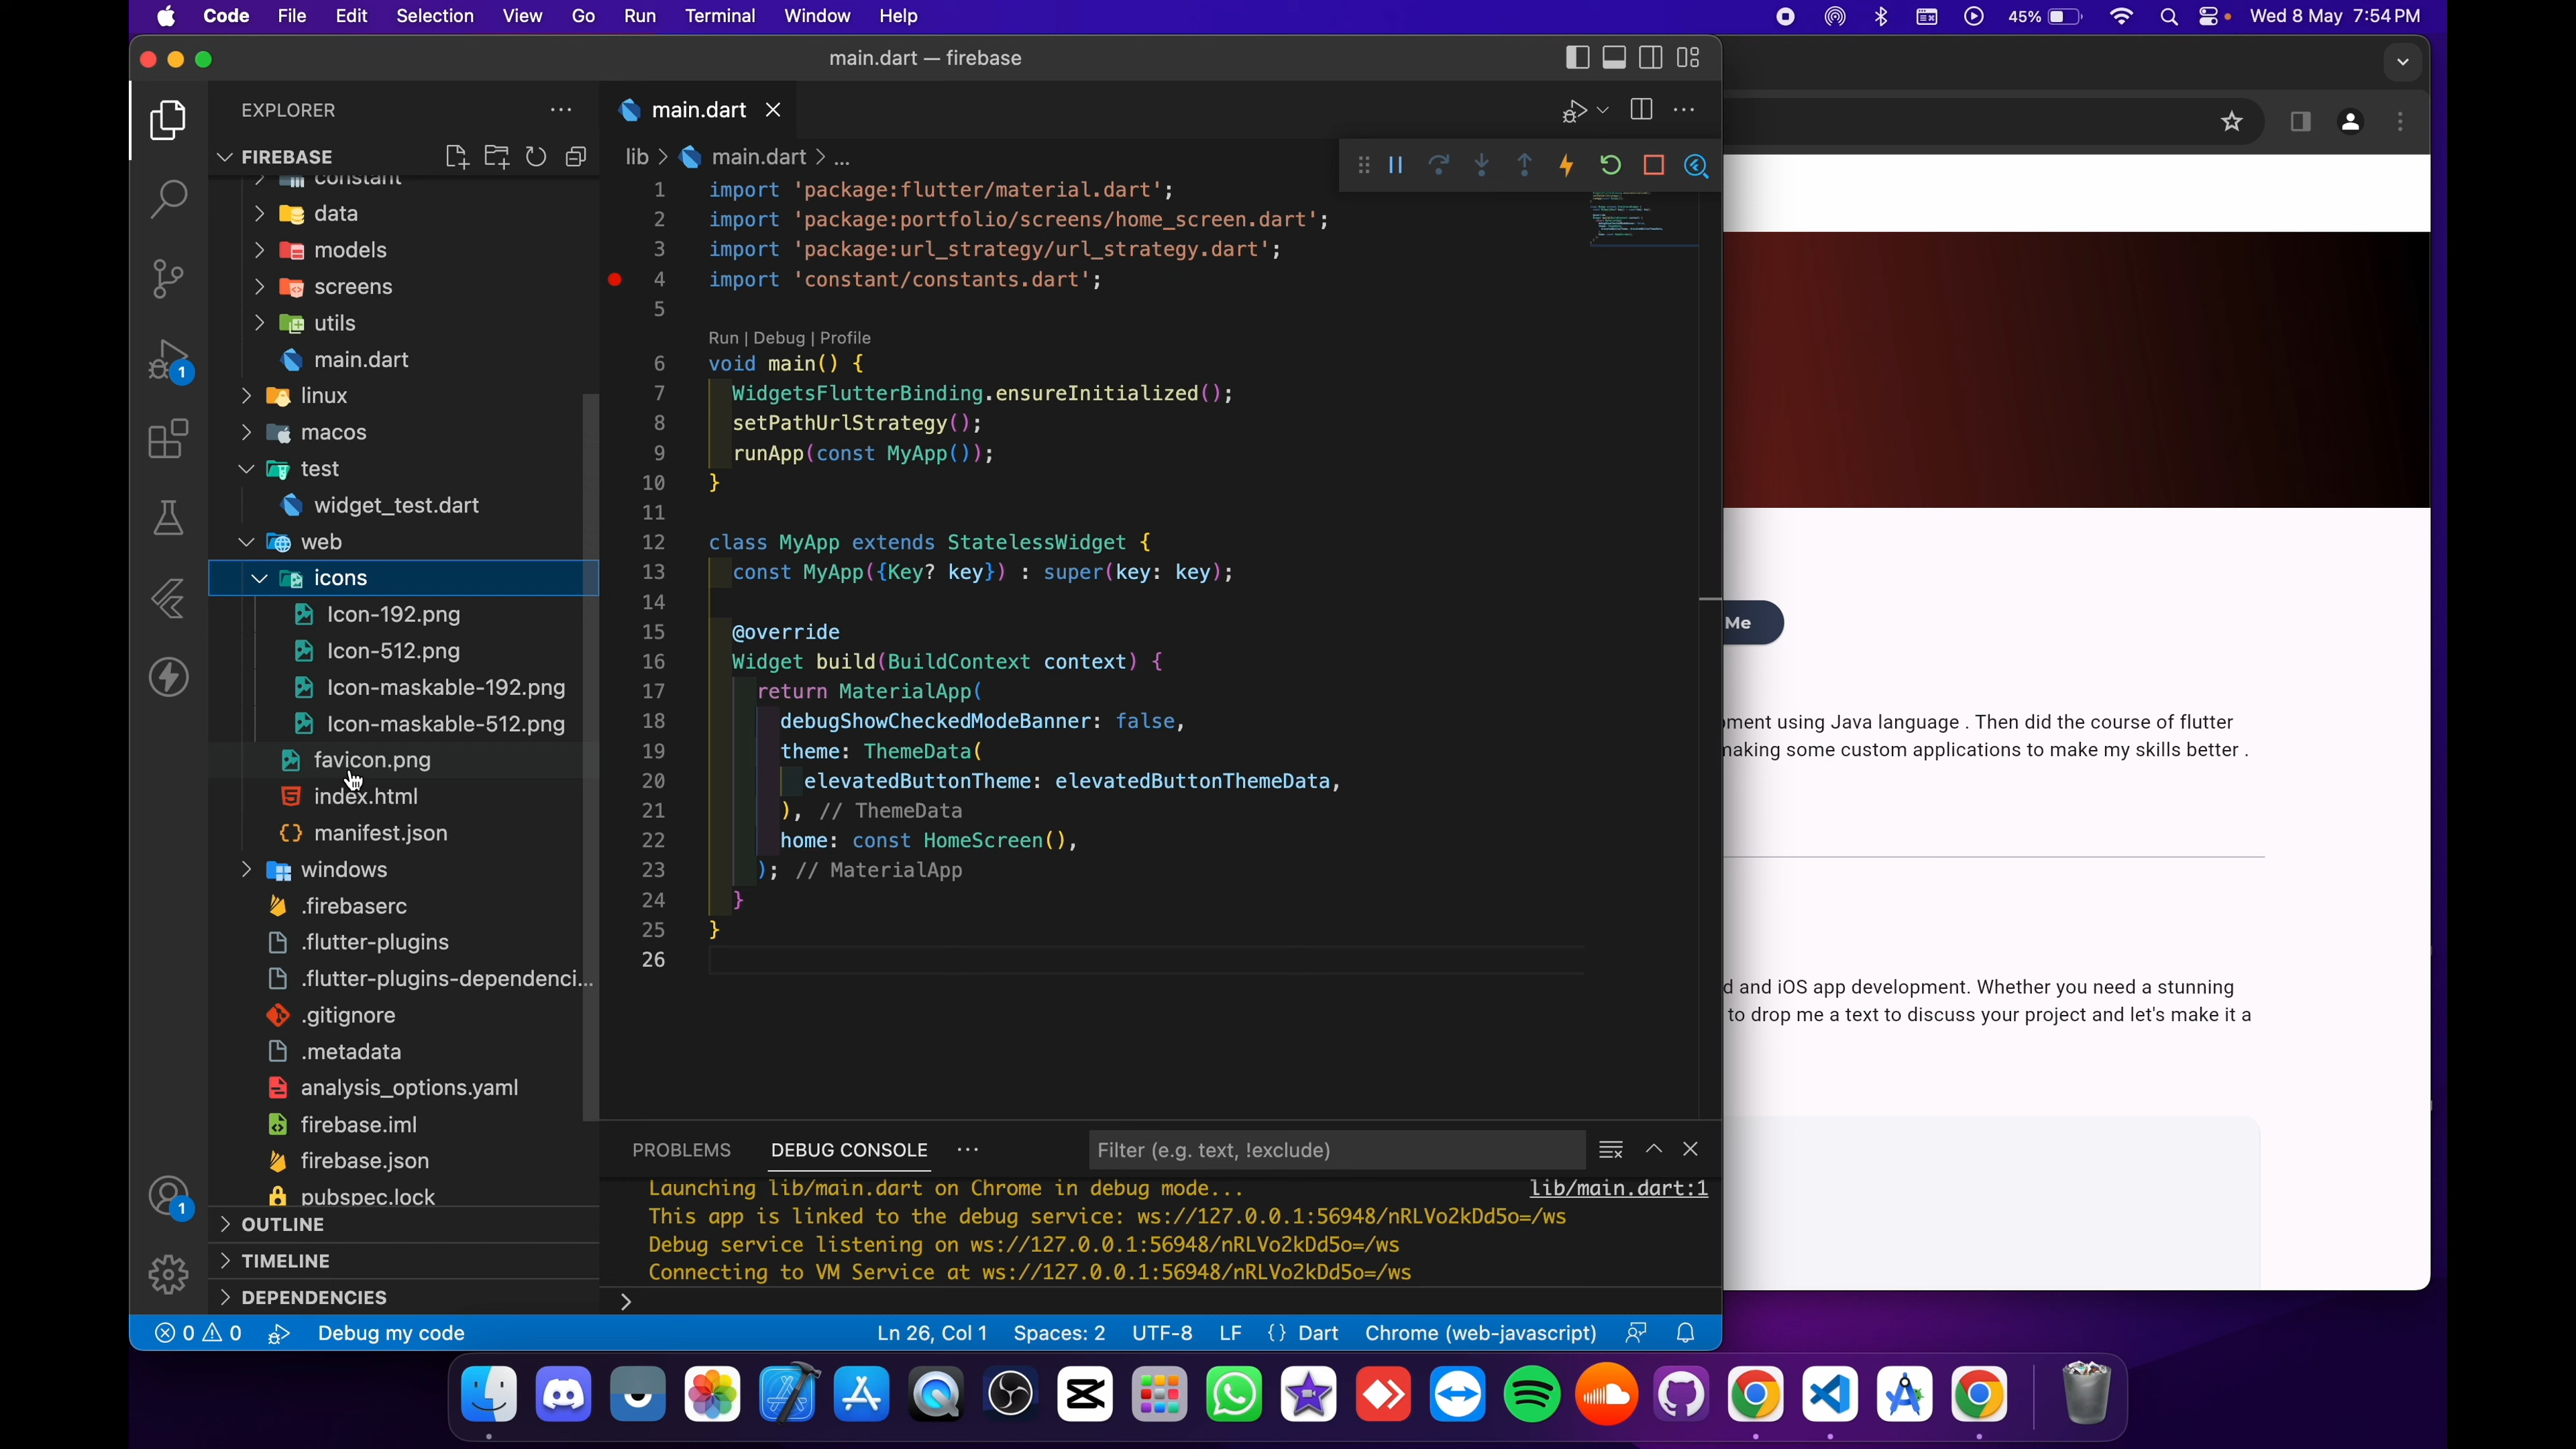 Code File Edit Selection View Go Run Terminal Window Help
45% Wed 8 May 7:54 PM
main.dart — firebase
EXPLORER
FIREBASE
constant
data
models
screens
utils
main.dart
linux
macos
test
widget_test.dart
web
icons
Icon-192.png
Icon-512.png
Icon-maskable-192.png
Icon-maskable-512.png
favicon.png
index.html
manifest.json
windows
.firebaserc
.flutter-plugins
.flutter-plugins-dependenci...
.gitignore
.metadata
analysis_options.yaml
firebase.iml
firebase.json
pubspec.lock
OUTLINE
TIMELINE
DEPENDENCIES
1
1
main.dart
lib > main.dart > ...
1 import 'package:flutter/material.dart';
2 import 'package:portfolio/screens/home_screen.dart';
3 import 'package:url_strategy/url_strategy.dart';
4 import 'constant/constants.dart';
5
Run | Debug | Profile
6 void main() {
7 WidgetsFlutterBinding.ensureInitialized();
8 setPathUrlStrategy();
9 runApp(const MyApp());
10 }
11
12 class MyApp extends StatelessWidget {
13 const MyApp({Key? key}) : super(key: key);
14
15 @override
16 Widget build(BuildContext context) {
17 return MaterialApp(
18 debugShowCheckedModeBanner: false,
19 theme: ThemeData(
20 elevatedButtonTheme: elevatedButtonThemeData,
21 ), // ThemeData
22 home: const HomeScreen(),
23 ); // MaterialApp
24 }
25 }
26
PROBLEMS DEBUG CONSOLE ... Filter (e.g. text, !exclude)
Launching lib/main.dart on Chrome in debug mode... lib/main.dart:1
This app is linked to the debug service: ws://127.0.0.1:56948/nRLVo2kDd5o=/ws
Debug service listening on ws://127.0.0.1:56948/nRLVo2kDd5o=/ws
Connecting to VM Service at ws://127.0.0.1:56948/nRLVo2kDd5o=/ws
>
0 0 Debug my code Ln 26, Col 1 Spaces: 2 UTF-8 LF {} Dart Chrome (web-javascript)
Me
ment using Java language . Then did the course of flutter
making some custom applications to make my skills better .
d and iOS app development. Whether you need a stunning
to drop me a text to discuss your project and let's make it a